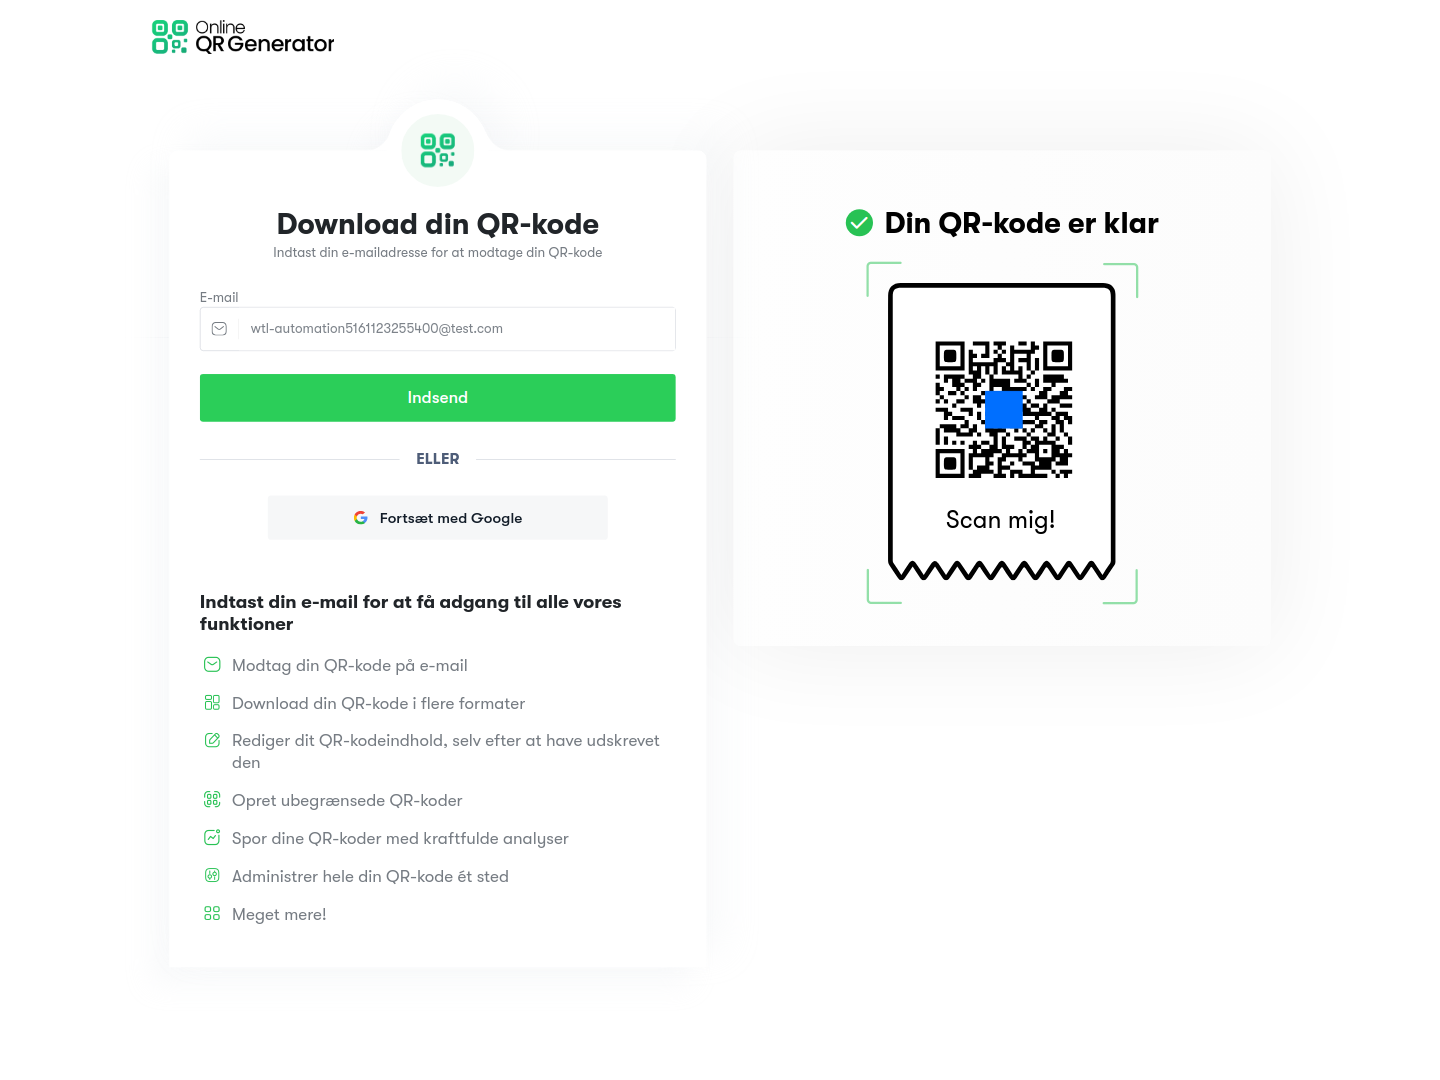 Online
QR Generator
Download din QR-kode
Indtast din e-mailadresse for at modtage din QR-kode
E-mail
wtl-automation5161123255400@test.com
Indsend
ELLER
Fortsæt med Google
Indtast din e-mail for at få adgang til alle vores
funktioner
Modtag din QR-kode på e-mail
Download din QR-kode i flere formater
Rediger dit QR-kodeindhold, selv efter at have udskrevet
den
Opret ubegrænsede QR-koder
Spor dine QR-koder med kraftfulde analyser
Administrer hele din QR-kode ét sted
Meget mere!
Din QR-kode er klar
Scan mig!